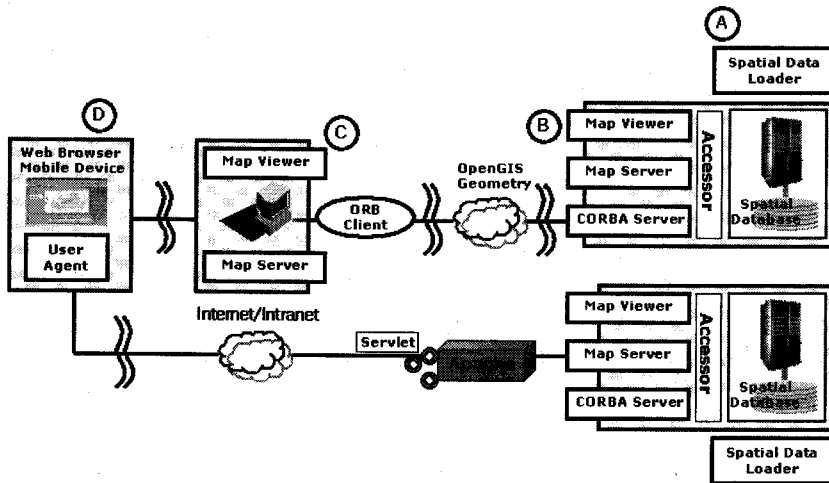 A
Spatial Data
Loader
D
C
B
Web Browser
Mobile Device
User
Agent
Map Viewer
Map Server
ORB
Client
OpenGIS
Geometry
Map Viewer
Map Server
CORBA Server
Accessor
Spatial
Database
Internet/Intranet
Servlet
Map Viewer
Map Server
CORBA Server
Accessor
Spatial
Database
Spatial Data
Loader